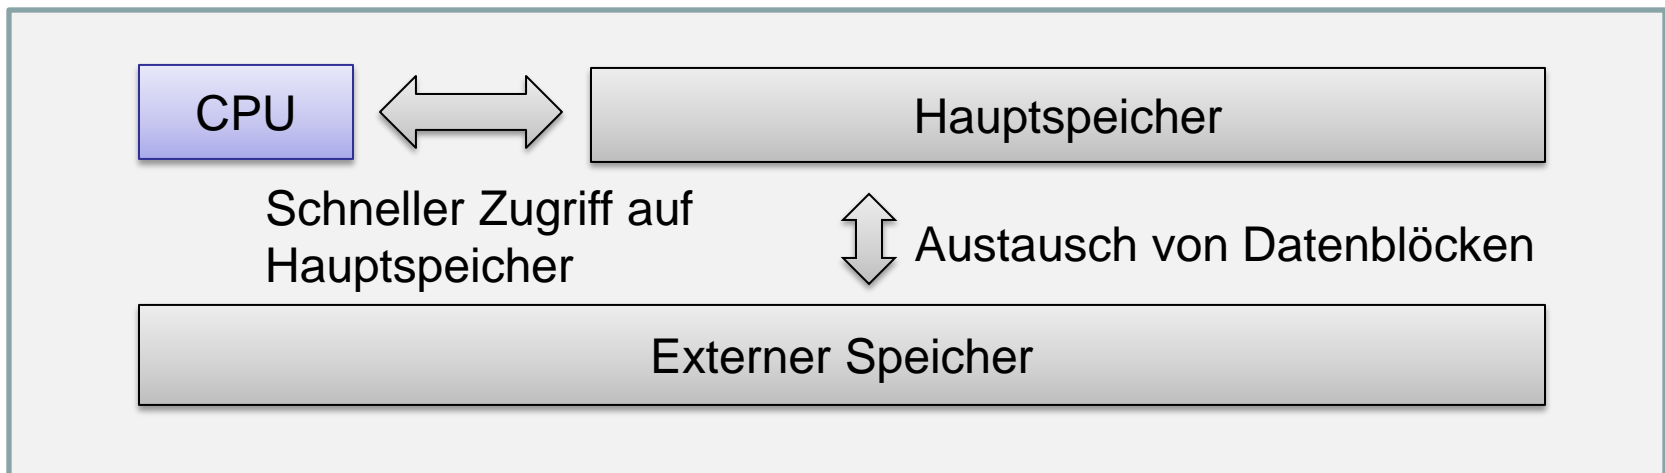 CPU
Hauptspeicher
Schneller Zugriff auf
Hauptspeicher
Austausch von Datenblöcken
Externer Speicher